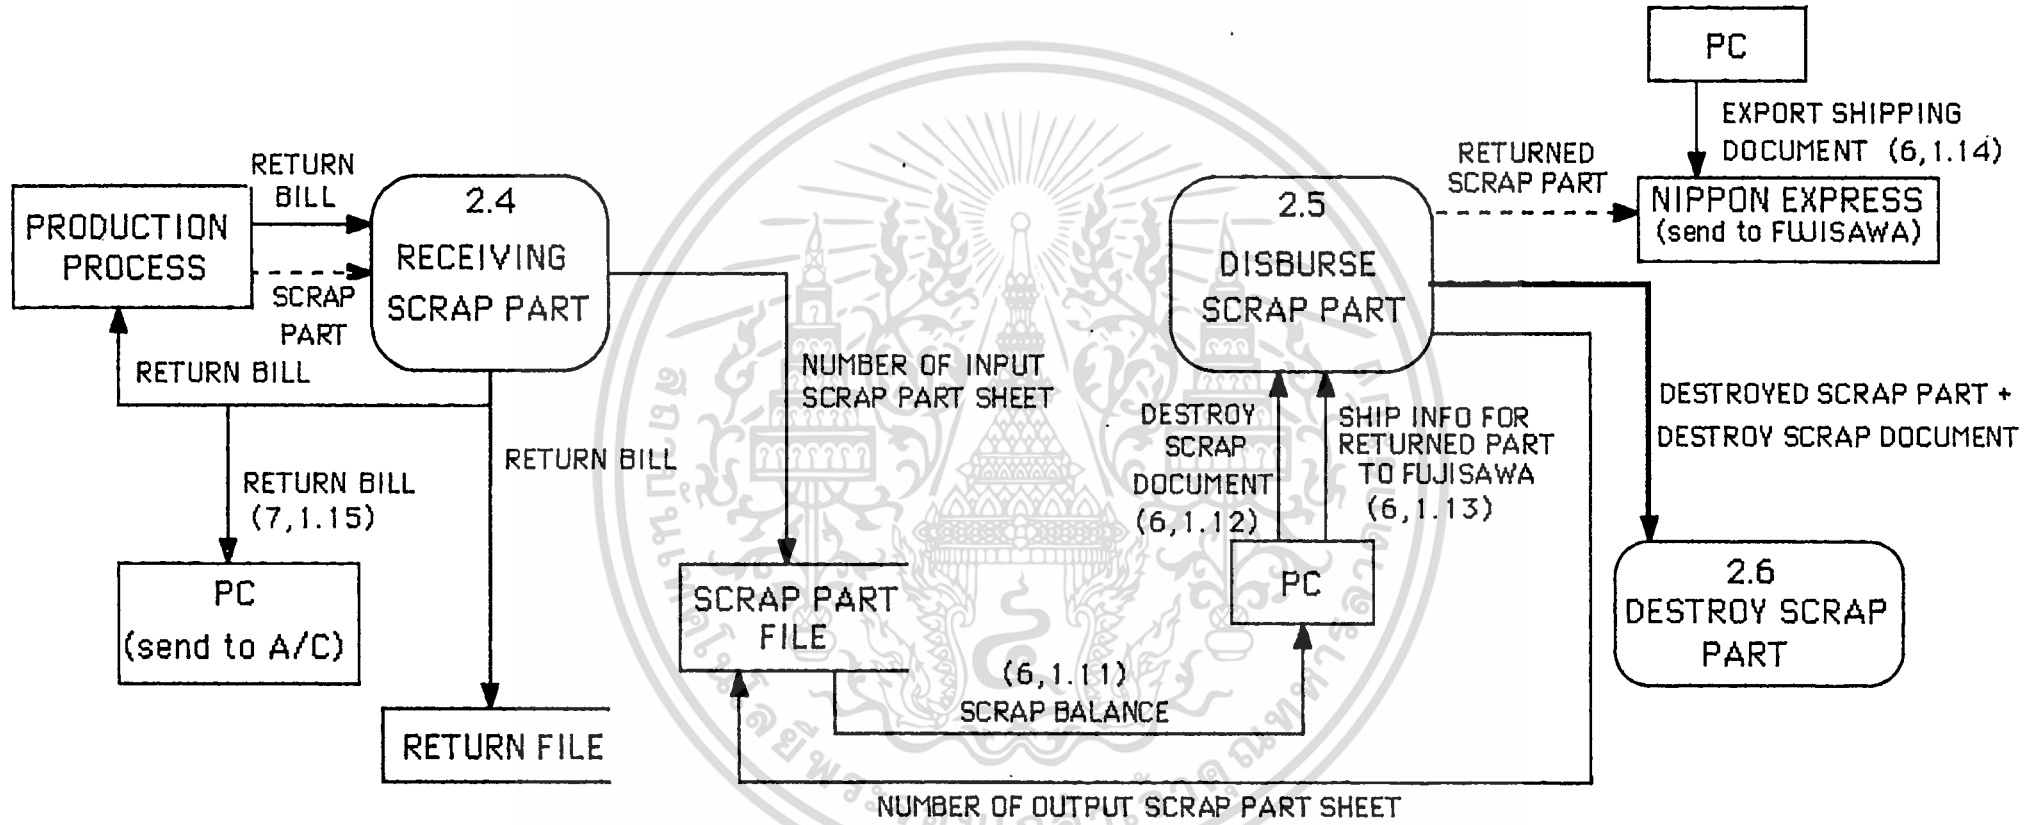 PC
EXPORT SHIPPING
DOCUMENT (6,1.14)
RETURN
BILL
PRODUCTION
PROCESS
SCRAP
PART
2.4
RECEIVING
SCRAP PART
RETURN BILL
RETURN BILL
(7,1.15)
PC
(send to A/C)
RETURN BILL
RETURN FILE
NUMBER OF INPUT
SCRAP PART SHEET
SCRAP PART
FILE
(6,1.11)
SCRAP BALANCE
NUMBER OF OUTPUT SCRAP PART SHEET
2.5
DISBURSE
SCRAP PART
DESTROY
SCRAP
DOCUMENT
(6,1.12)
SHIP INFO FOR
RETURNED PART
TO FUJISAWA
(6,1.13)
PC
RETURNED
SCRAP PART
NIPPON EXPRESS
(send to FUJISAWA)
DESTROYED SCRAP PART +
DESTROY SCRAP DOCUMENT
2.6
DESTROY SCRAP
PART